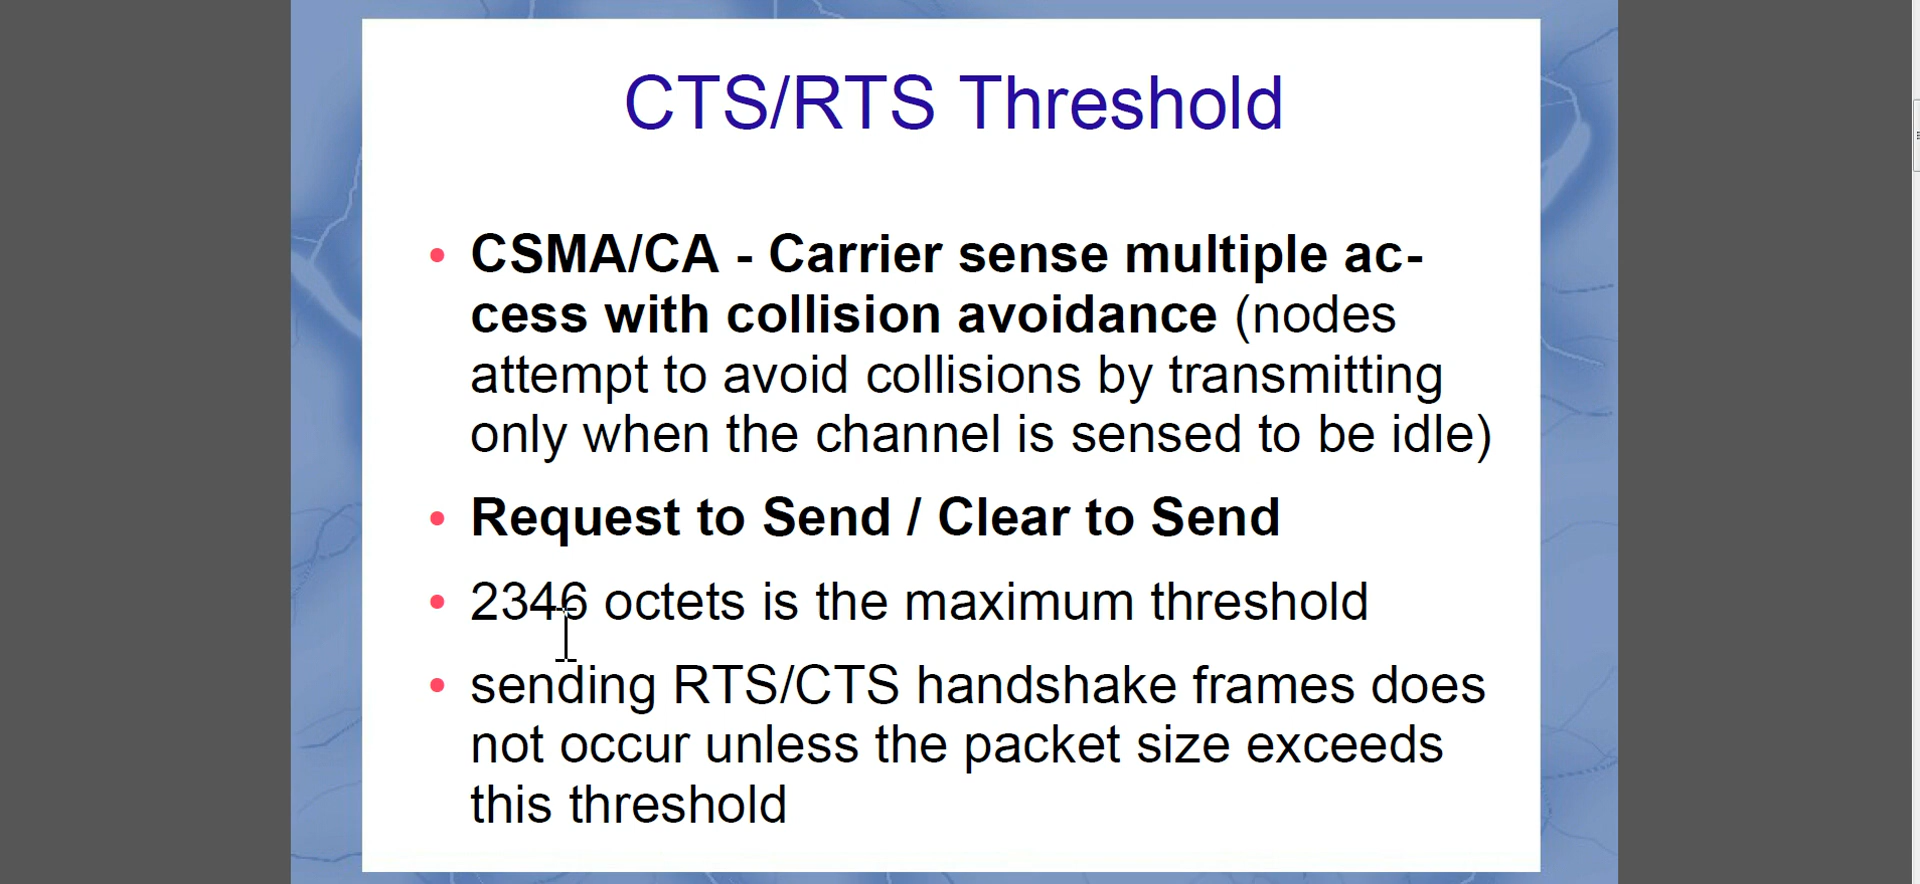 CTS/RTS Threshold
• CSMA/CA - Carrier sense multiple ac-
cess with collision avoidance (nodes
attempt to avoid collisions by transmitting
only when the channel is sensed to be idle)
• Request to Send / Clear to Send
• 2346 octets is the maximum threshold
• sending RTS/CTS handshake frames does
not occur unless the packet size exceeds
this threshold